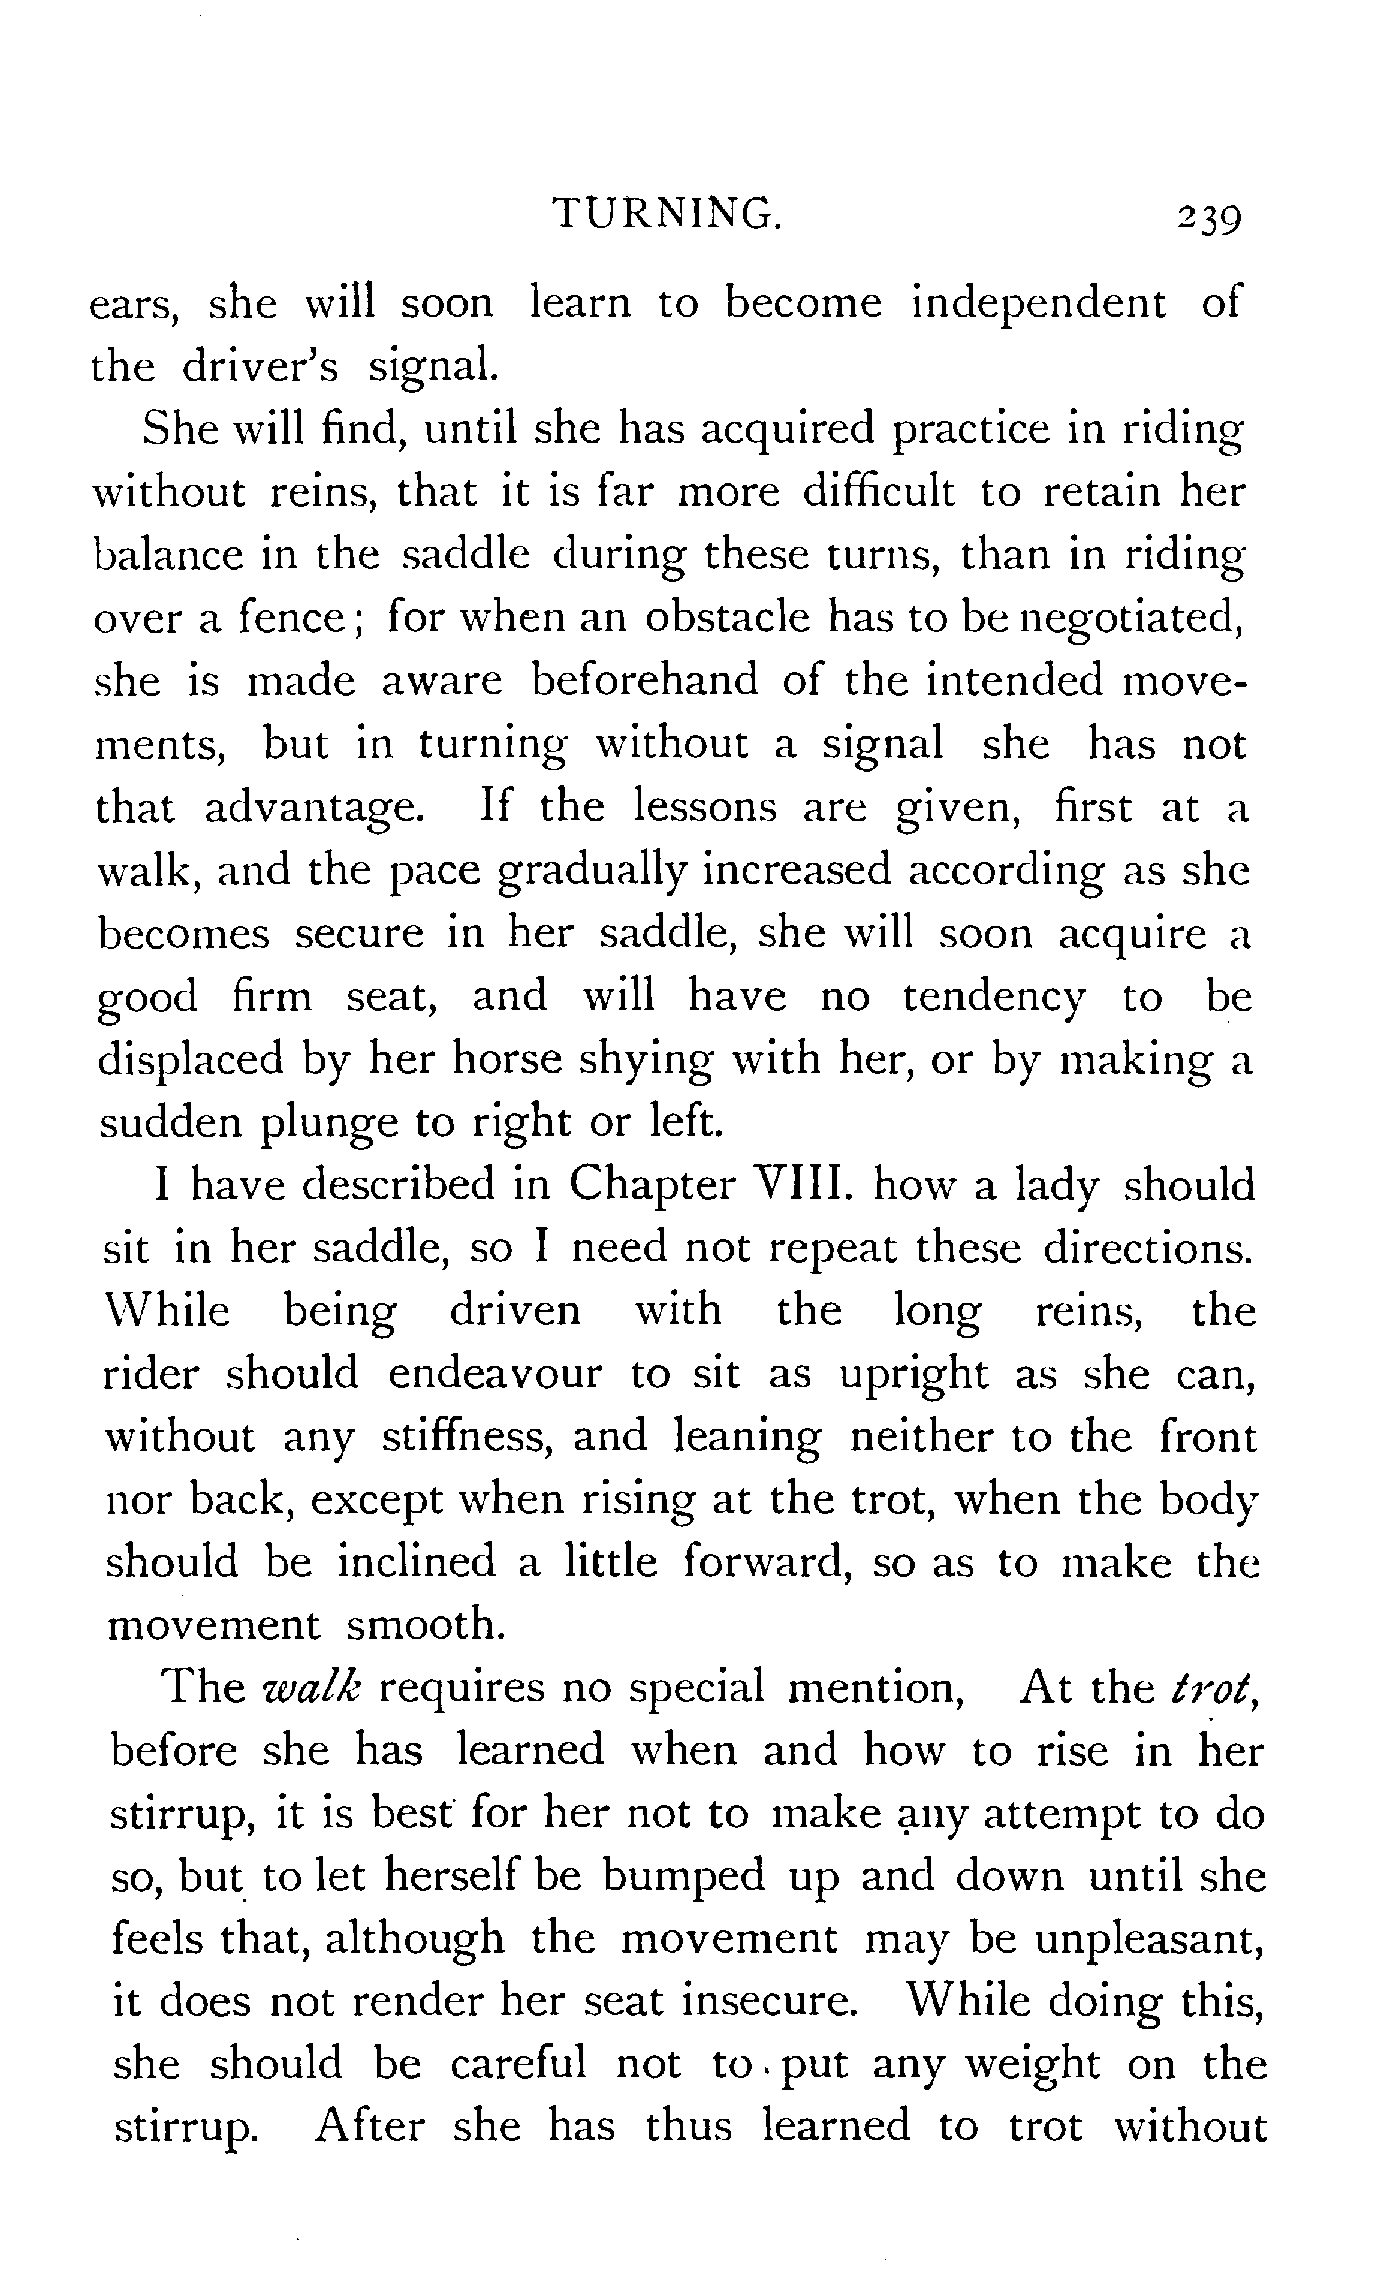 TURNING. 239
ears, she will soon learn to become independent of
the driver's signal.
She will find, until she has acquired practice in riding
without reins, that it is far more difficult to retain her
balance in the saddle during these turns, than in riding
over a fence; for when an obstacle has to be negotiated,
she is made aware beforehand of the intended move-
ments, but in turning without a signal she has not
that advantage. If the lessons are given, first at a
walk, and the pace gradually increased according as she
becomes secure in her saddle, she will soon acquire a
good firm seat, and will have no tendency to be
displaced by her horse shying with her, or by making a
sudden plunge to right or left.
I have described in Chapter VIII. how a lady should
sit in her saddle, so I need not repeat these directions.
While being driven with the long reins, the
rider should endeavour to sit as upright as she can,
without any stiffness, and leaning neither to the front
nor back, except when rising at the trot, when the body
should be inclined a little forward, so as to make the
movement smooth.
The walk requires no special mention, At the trot,
before she has learned when and how to rise in her
stirrup, it is best for her not to make any attempt to do
so, but to let herself be bumped up and down until she
feels that, although the movement may be unpleasant,
it does not render her seat insecure. While doing this,
she should be careful not to put any weight on the
stirrup. After she has thus learned to trot without